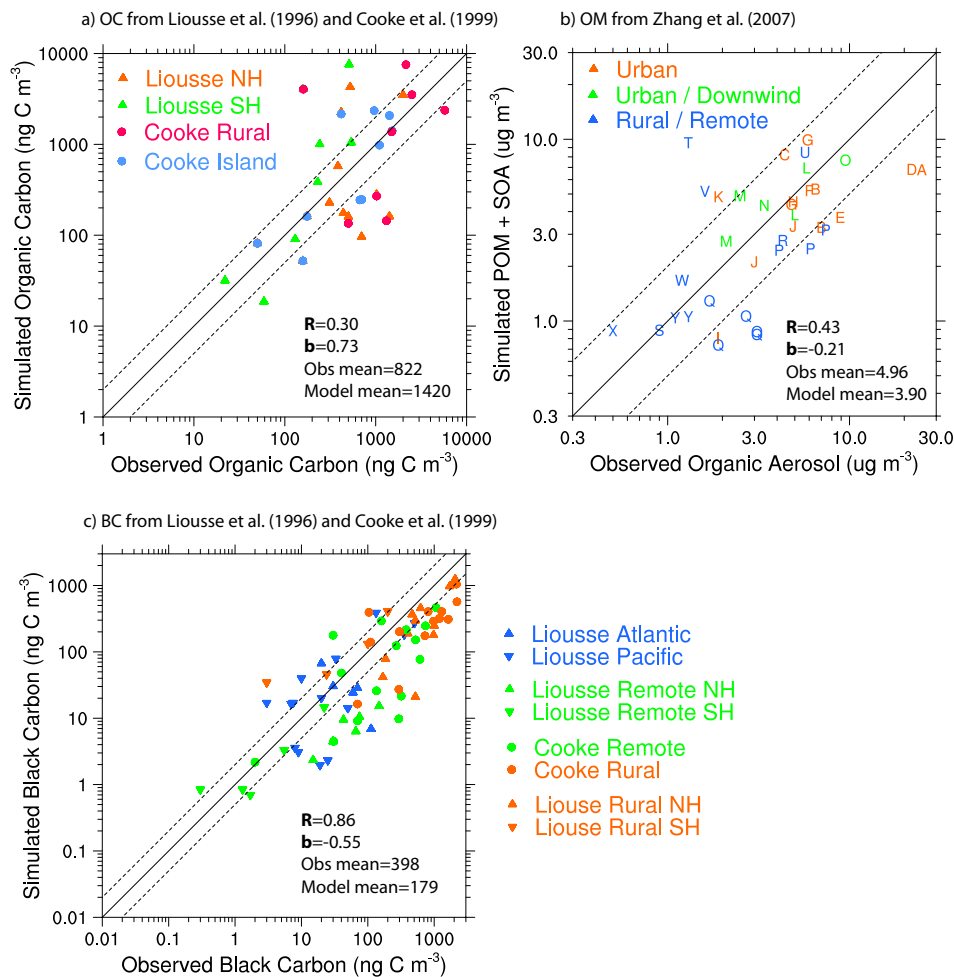 a) OC from Liousse et al. (1996) and Cooke et al. 1999)
Simulated Organic Carbon (ng C m-3)
10000
1000
100
10
1
Liousse NH
Liousse SH
Cooke Rural
Cooke Island
R=0.30
b=0.73
Obs mean=822
Model mean=1420
1 10 100 1000 10000
Observed Organic Carbon (ng C m-3)
b) OM from Zhang et al. (2007)
Simulated POM + SOA (ug m-3)
30.0
10.0
3.0
1.0
0.3
Urban
Urban / Downwind
Rural / Remote
T
G
C
U
O
L
DA
V
K
M
N
H
G
F
B
E
K
J
B
P
M
R
P
P
J
W
Q
X
S
Y
Y
Q
I
Q
Q
Q
R=0.43
b=-0.21
Obs mean=4.96
Model mean=3.90
0.3 1.0 3.0 10.0 30.0
Observed Organic Aerosol (ug m-3)
c) BC from Liousse et al. (1996) and Cooke et al. (1999)
Simulated Black Carbon (ng C m-3)
1000
100
10
1
0.1
0.01
R=0.86
b=-0.55
Obs mean=398
Model mean=179
0.01 0.1 1 10 100 1000
Observed Black Carbon (ng C m-3)
Liousse Atlantic
Liousse Pacific
Liousse Remote NH
Liousse Remote SH
Cooke Remote
Cooke Rural
Liouse Rural NH
Liouse Rural SH